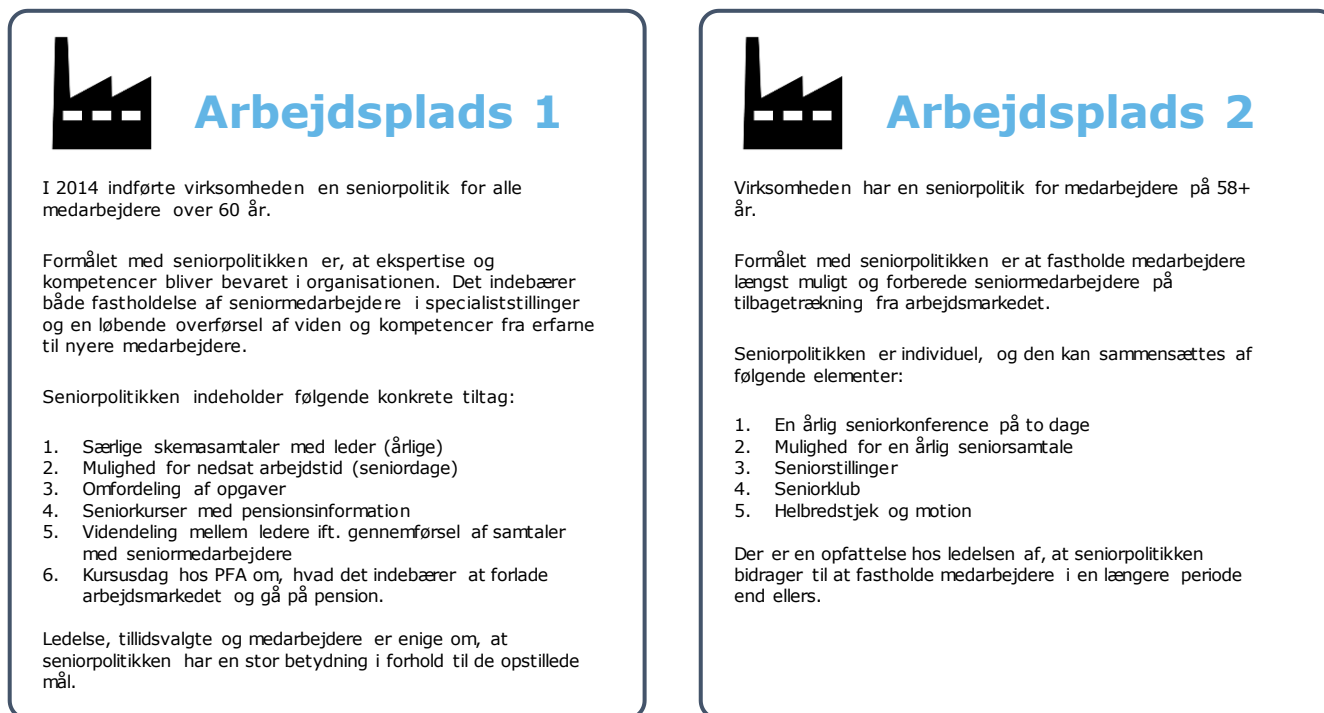 Arbejdsplads 1
I 2014 indførte virksomheden en seniorpolitik for alle
medarbejdere over 60 år.
Formålet med seniorpolitikken er, at ekspertise og
kompetencer bliver bevaret i organisationen. Det indebærer
både fastholdelse af seniormedarbejdere i specialiststillinger
og en løbende overførsel af viden og kompetencer fra erfarne
til nyere medarbejdere.
Seniorpolitikken indeholder følgende konkrete tiltag:
1. Særlige skemasamtaler med leder (årlige)
2. Mulighed for nedsat arbejdstid (seniordage)
3. Omfordeling af opgaver
4. Seniorkurser med pensionsinformation
5. Videndeling mellem ledere ift. gennemførsel af samtaler
med seniormedarbejdere
6. Kursusdag hos PFA om, hvad det indebærer at forlade
arbejdsmarkedet og gå på pension.
Ledelse, tillidsvalgte og medarbejdere er enige om, at
seniorpolitikken har en stor betydning i forhold til de opstillede
mål.
Arbejdsplads 2
Virksomheden har en seniorpolitik for medarbejdere på 58+
år.
Formålet med seniorpolitikken er at fastholde medarbejdere
længst muligt og forberede seniormedarbejdere på
tilbagetrækning fra arbejdsmarkedet.
Seniorpolitikken er individuel, og den kan sammensættes af
følgende elementer:
1. En årlig seniorkonference på to dage
2. Mulighed for en årlig seniorsamtale
3. Seniorstillinger
4. Seniorklub
5. Helbredstjek og motion
Der er en opfattelse hos ledelsen af, at seniorpolitikken
bidrager til at fastholde medarbejdere i en længere periode
end ellers.